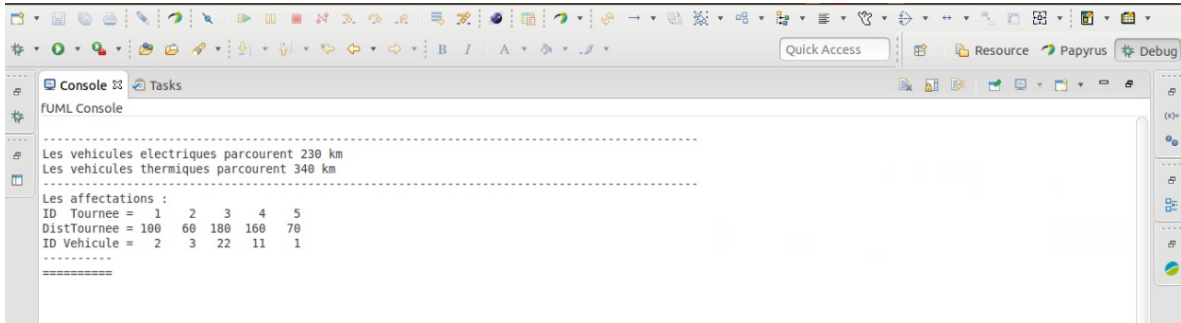 B I A
Quick Access Resource Papyrus Debug
Console Tasks
fUML Console
--------------------------------------------------------------------------------------------
Les vehicules electriques parcourent 230 km
Les vehicules thermiques parcourent 340 km
--------------------------------------------------------------------------------------------
Les affectations :
ID Tournee = 1 2 3 4 5
DistTournee = 100 60 180 160 70
ID Vehicule = 2 3 22 11 1
----------
==========
(x)=